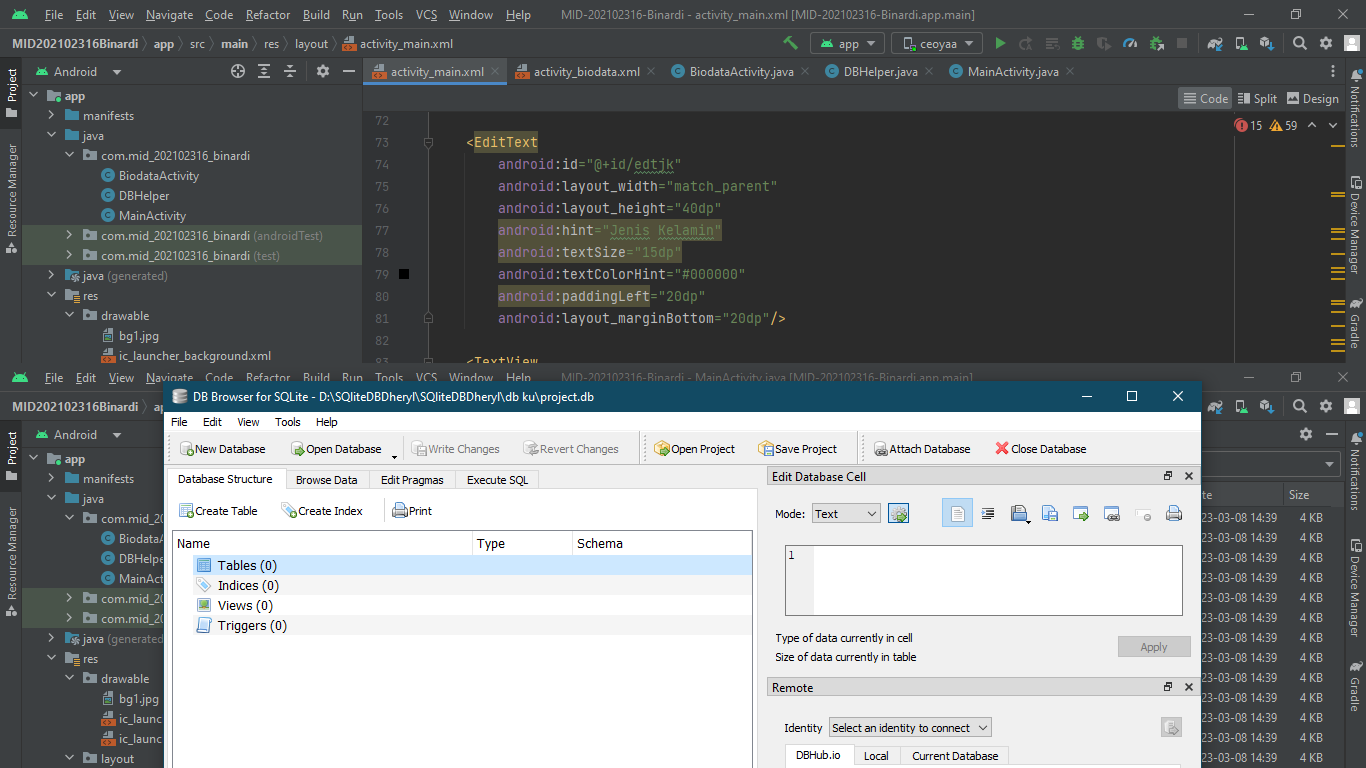 File Edit View Navigate Code Refactor Build Run Tools VCS Window Help MID-202102316-Binardi - activity_main.xml [MID-202102316-Binardi.app.main]
MID202102316Binardi app src main res layout activity_main.xml app ceoyaa
Project
Android
activity_main.xml activity_biodata.xml BiodataActivity.java DBHelper.java MainActivity.java
Notifications
Code Split Design
15 59
Resource Manager
Device Manager
Gradle
app
manifests
java
com.mid_202102316_binardi
BiodataActivity
DBHelper
MainActivity
com.mid_202102316_binardi (androidTest)
com.mid_202102316_binardi (test)
java (generated)
res
drawable
bg1.jpg
ic_launcher_background.xml
72
73 <EditText
74 android:id="@+id/edtjk"
75 android:layout_width="match_parent"
76 android:layout_height="40dp"
77 android:hint="Jenis Kelamin"
78 android:textSize="15dp"
79 android:textColorHint="#000000"
80 android:paddingLeft="20dp"
81 android:layout_marginBottom="20dp"/>
82
83 <TextView
File Edit View Navigate Code Refactor Build Run Tools VCS Window Help MID-202102316-Binardi - MainActivity.java [MID-202102316-Binardi.app.main]
MID202102316Binardi
Project
Android
Resource Manager
app
manifests
java
com.mid_20
BiodataA
DBHelpe
MainActi
com.mid_20
com.mid_20
java (generated
res
drawable
bg1.jpg
ic_launc
ic_launc
layout
DB Browser for SQLite - D:\SQliteDBDheryl\SQliteDBDheryl\db ku\project.db
File Edit View Tools Help
New Database Open Database Write Changes Revert Changes Open Project Save Project Attach Database Close Database
Database Structure Browse Data Edit Pragmas Execute SQL
Create Table Create Index Print
Name Type Schema
Tables (0)
Indices (0)
Views (0)
Triggers (0)
Edit Database Cell
Mode: Text
1
Type of data currently in cell
Size of data currently in table
Apply
Remote
Identity Select an identity to connect
DBHub.io Local Current Database
te Size
23-03-08 14:39 4 KB
23-03-08 14:39 4 KB
23-03-08 14:39 4 KB
23-03-08 14:39 4 KB
23-03-08 14:39 4 KB
23-03-08 14:39 4 KB
23-03-08 14:39 4 KB
23-03-08 14:39 4 KB
23-03-08 14:39 4 KB
23-03-08 14:39 4 KB
23-03-08 14:39 4 KB
23-03-08 14:39 4 KB
23-03-08 14:39 4 KB
Notifications
Device Manager
Gradle